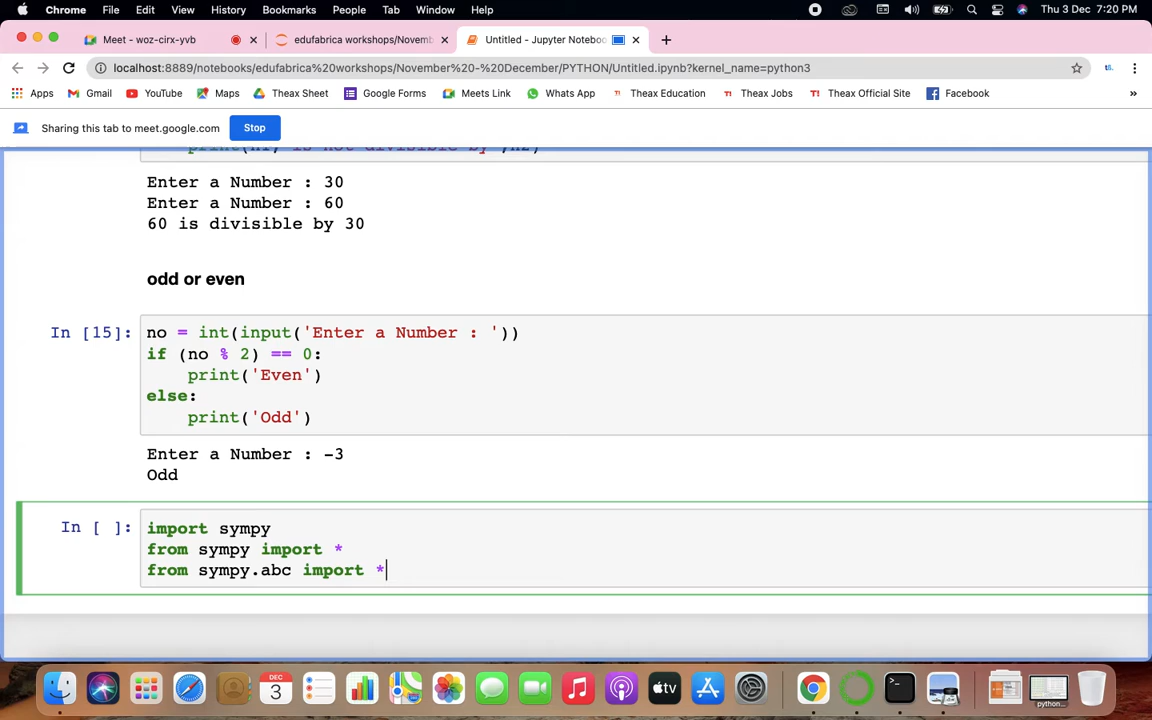 Chrome File Edit View History Bookmarks People Tab Window Help Thu 3 Dec 7:20 PM
Meet - woz-cirx-yvb edufabrica workshops/Novemb Untitled - Jupyter Noteboo
localhost:8889/notebooks/edufabrica%20workshops/November%20-%20December/PYTHON/Untitled.ipynb?kernel_name=python3
Apps Gmail YouTube Maps Theax Sheet Google Forms Meets Link Whats App Theax Education Theax Jobs Theax Official Site Facebook »
Sharing this tab to meet.google.com Stop
Enter a Number : 30
Enter a Number : 60
60 is divisible by 30
odd or even
In [15]: no = int(input('Enter a Number : '))
if (no % 2) == 0:
print('Even')
else:
print('Odd')
Enter a Number : -3
Odd
In [ ]: import sympy
from sympy import *
from sympy.abc import *
DEC
3
tv
python...